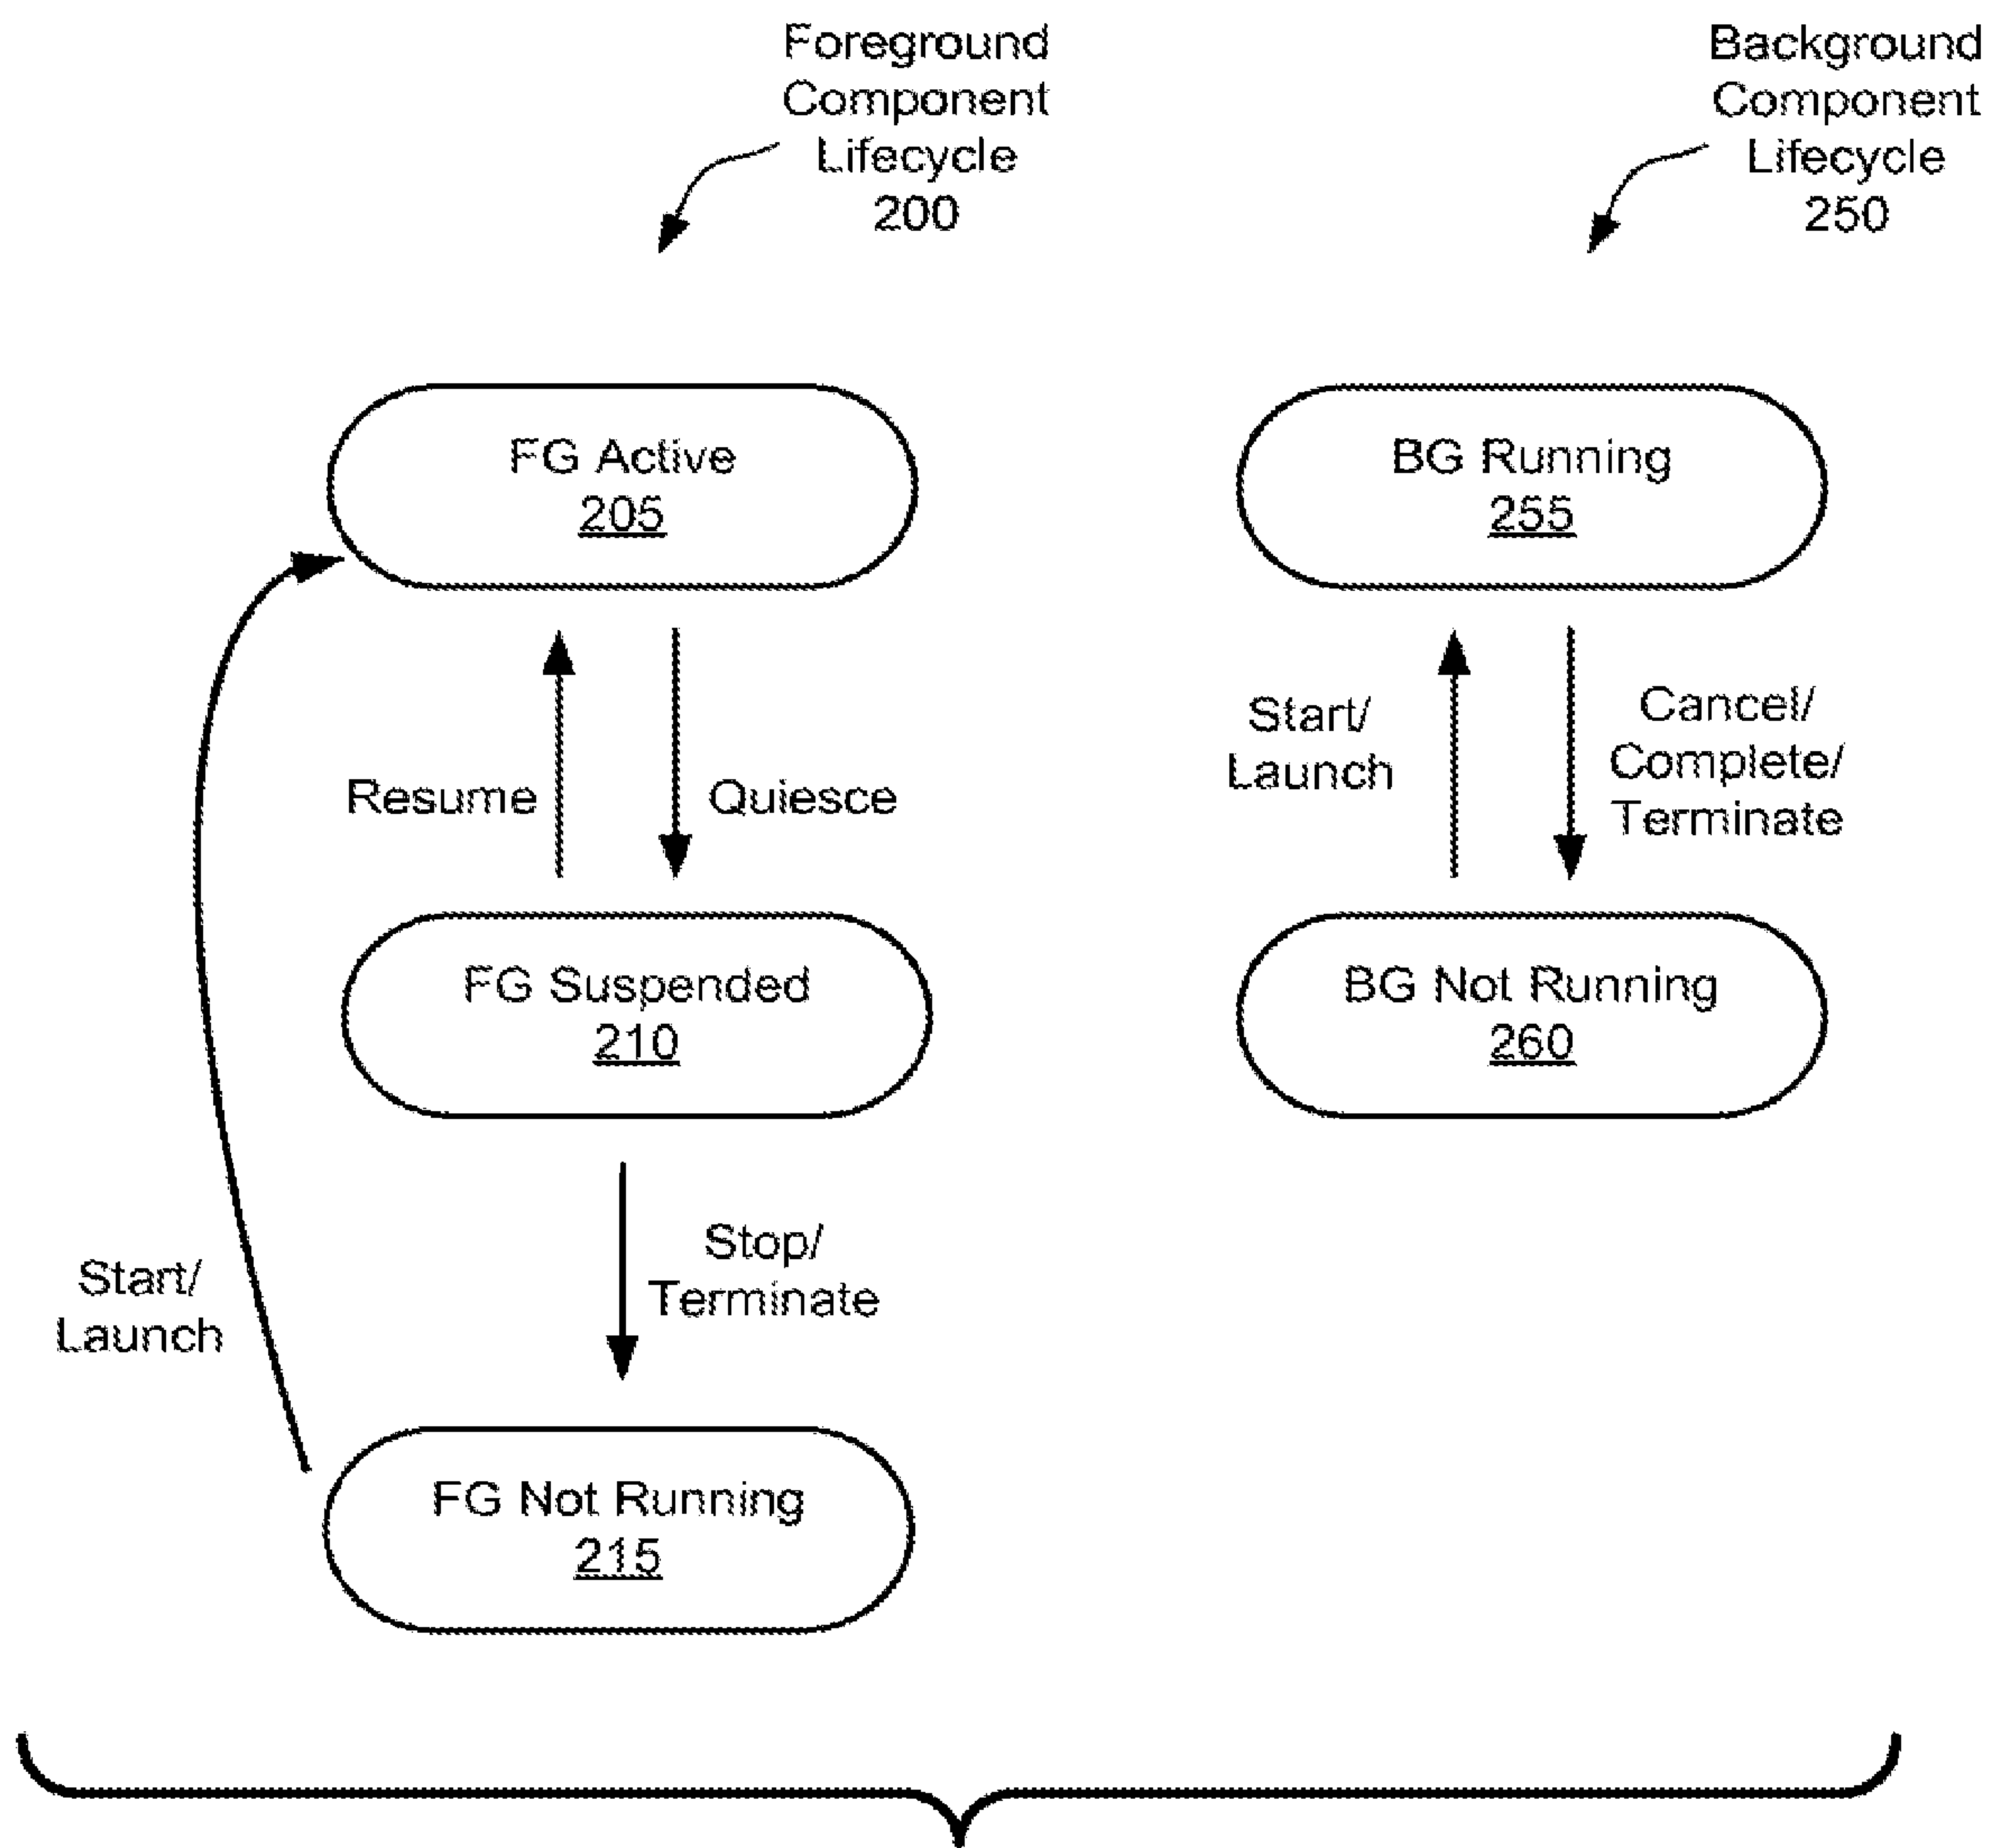 Foreground
Component
Lifecycle
200
Background
Component
Lifecycle
250
FG Active
205
BG Running
255
Resume
Quiesce
Start/
Launch
Cancel/
Complete/
Terminate
FG Suspended
210
BG Not Running
260
Start/
Launch
Stop/
Terminate
FG Not Running
215